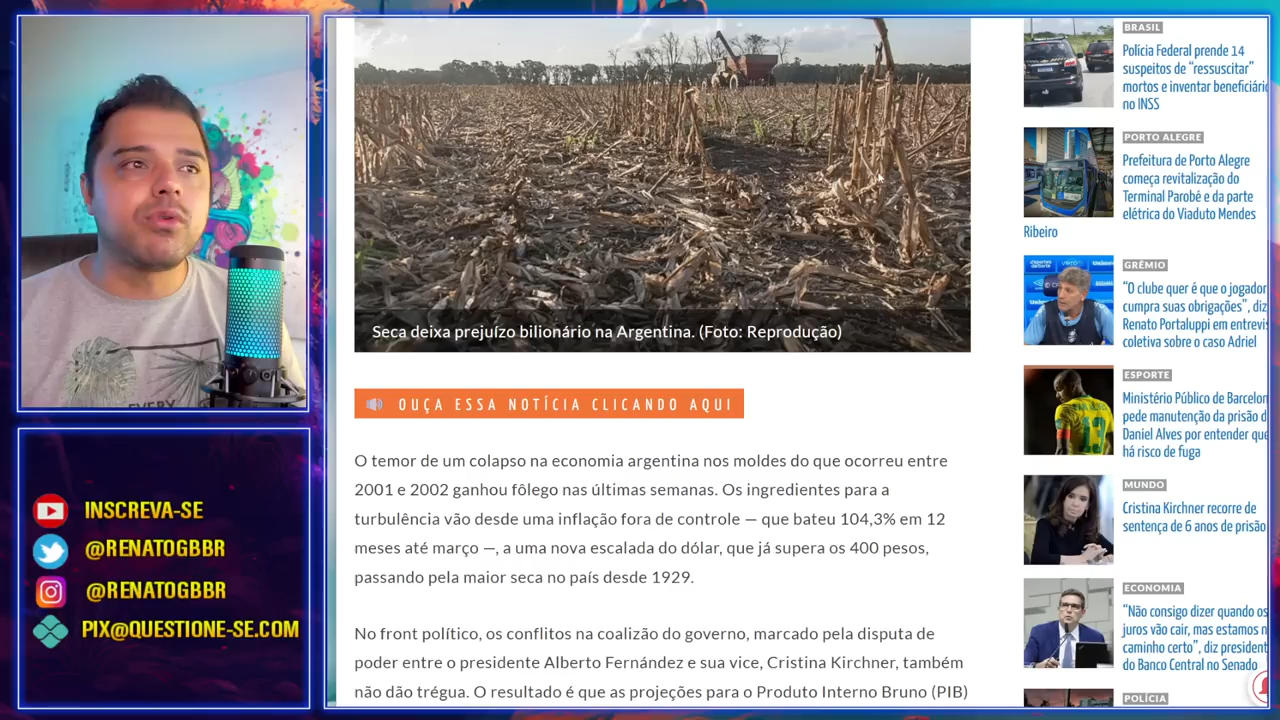 EVERY
INSCREVA-SE
@RENATOGBBR
@RENATOGBBR
PIX@QUESTIONE-SE.COM
Seca deixa prejuízo bilionário na Argentina. (Foto: Reprodução)
OUÇA ESSA NOTÍCIA CLICANDO AQUI
O temor de um colapso na economia argentina nos moldes do que ocorreu entre
2001 e 2002 ganhou fôlego nas últimas semanas. Os ingredientes para a
turbulência vão desde uma inflação fora de controle — que bateu 104,3% em 12
meses até março —, a uma nova escalada do dólar, que já supera os 400 pesos,
passando pela maior seca no país desde 1929.
No front político, os conflitos na coalizão do governo, marcado pela disputa de
poder entre o presidente Alberto Fernández e sua vice, Cristina Kirchner, também
não dão trégua. O resultado é que as projeções para o Produto Interno Bruno (PIB)
BRASIL
Polícia Federal prende 14
suspeitos de “ressuscitar”
mortos e inventar beneficiário
no INSS
PORTO ALEGRE
Prefeitura de Porto Alegre
começa revitalização do
Terminal Parobé e da parte
elétrica do Viaduto Mendes
Ribeiro
GRÊMIO
“O clube quer é que o jogador
cumpra suas obrigações”, diz
Renato Portaluppi em entrevis
coletiva sobre o caso Adriel
ESPORTE
Ministério Público de Barcelon
pede manutenção da prisão d
Daniel Alves por entender que
há risco de fuga
MUNDO
Cristina Kirchner recorre de
sentença de 6 anos de prisão
ECONOMIA
“Não consigo dizer quando os
juros vão cair, mas estamos n
caminho certo”, diz president
do Banco Central no Senado
POLÍCIA